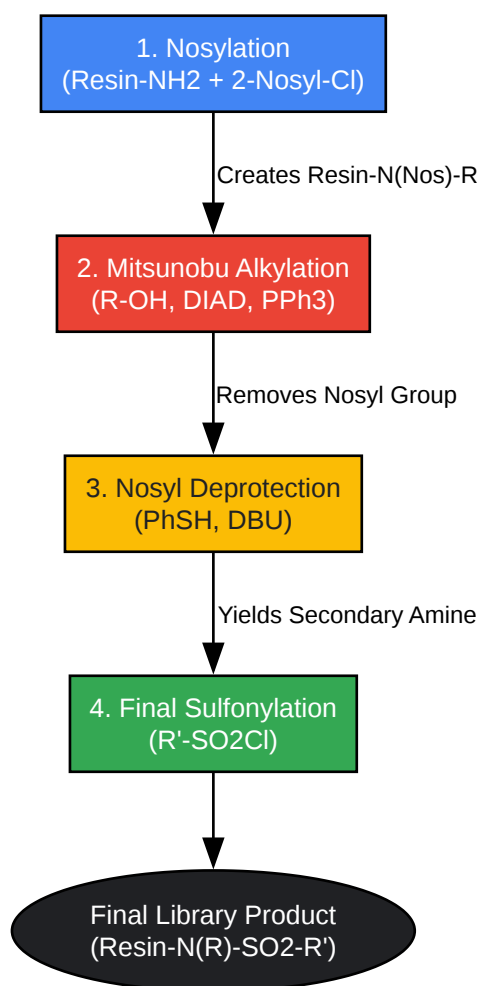 1. Nosylation
(Resin-NH2 + 2-Nosyl-Cl)
Creates Resin-N(Nos)-R
2. Mitsunobu Alkylation
(R-OH, DIAD, PPh3)
Removes Nosyl Group
3. Nosyl Deprotection
(PhSH, DBU)
Yields Secondary Amine
4. Final Sulfonylation
(R'-SO2Cl)
Final Library Product
(Resin-N(R)-SO2-R')